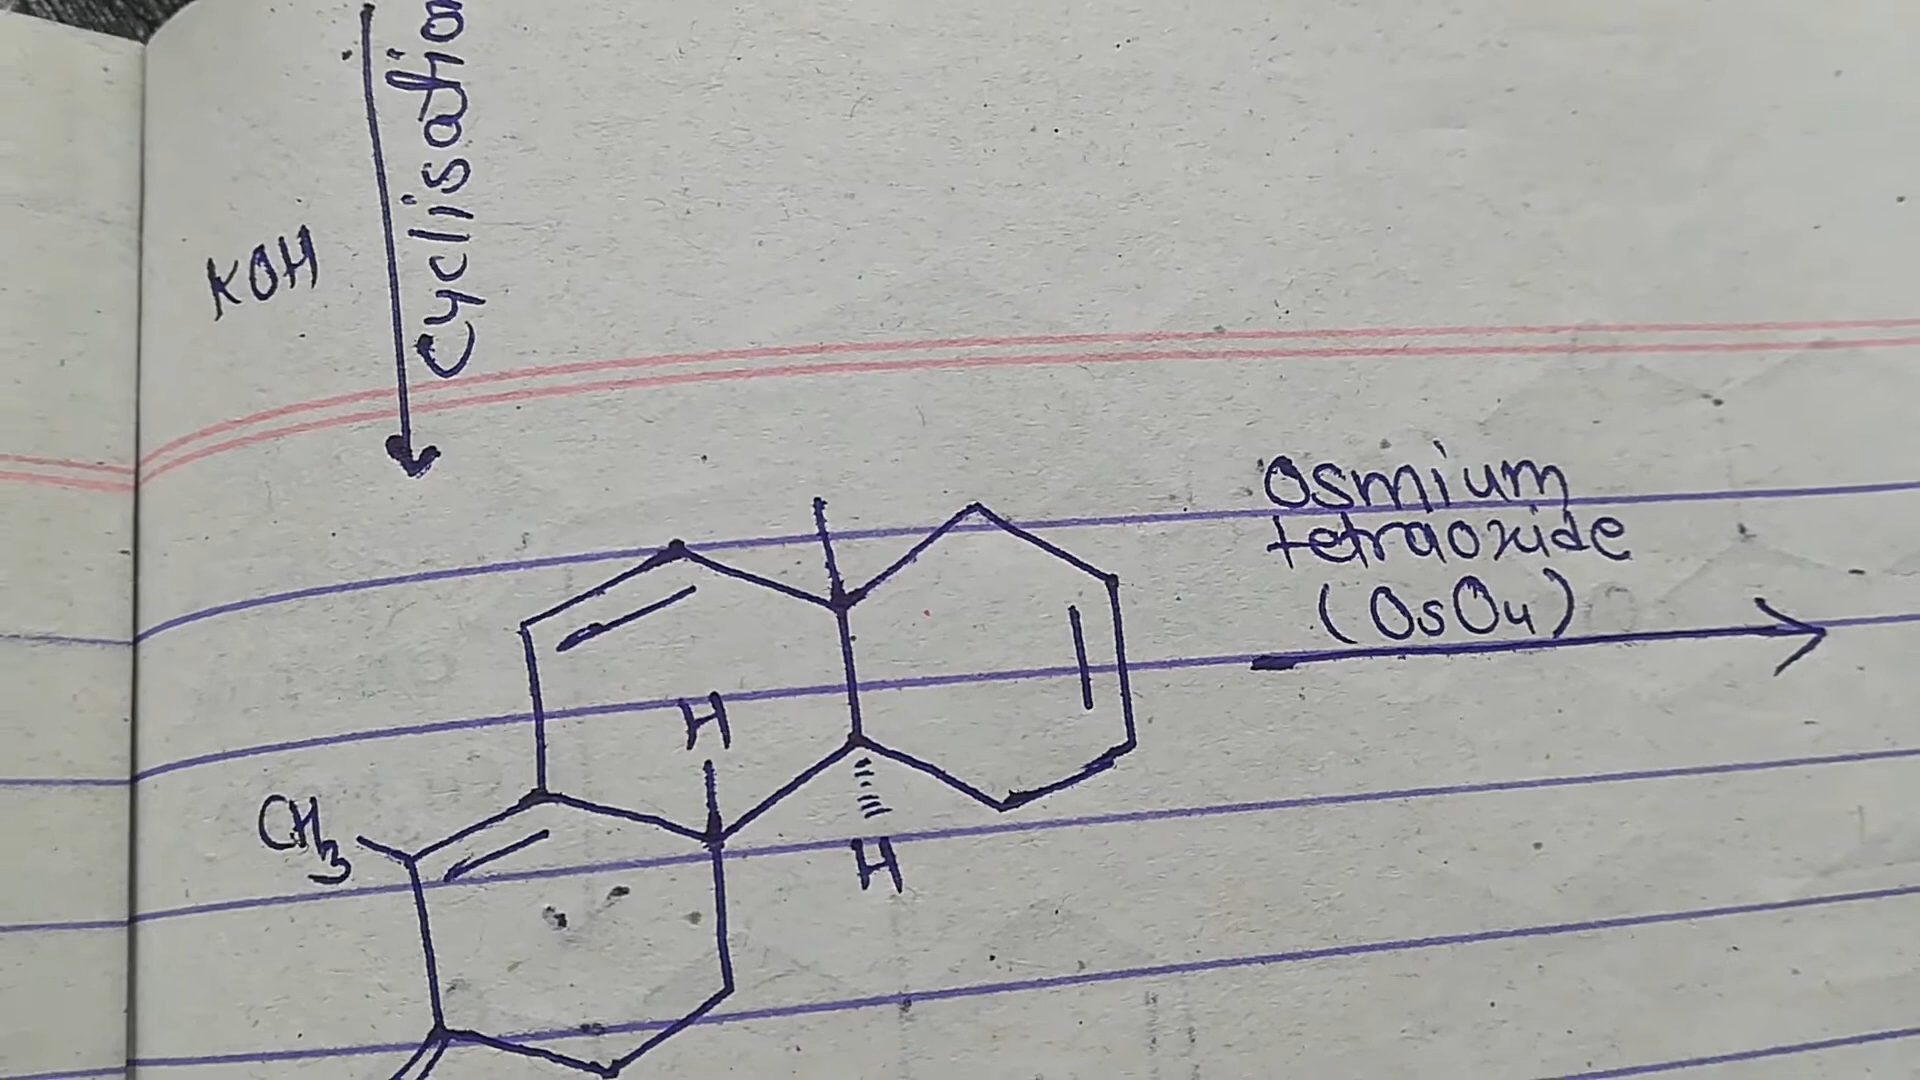 Cyclisation
KOH
Osmium
tetraoxide
(OsO4)
H
CH3
H